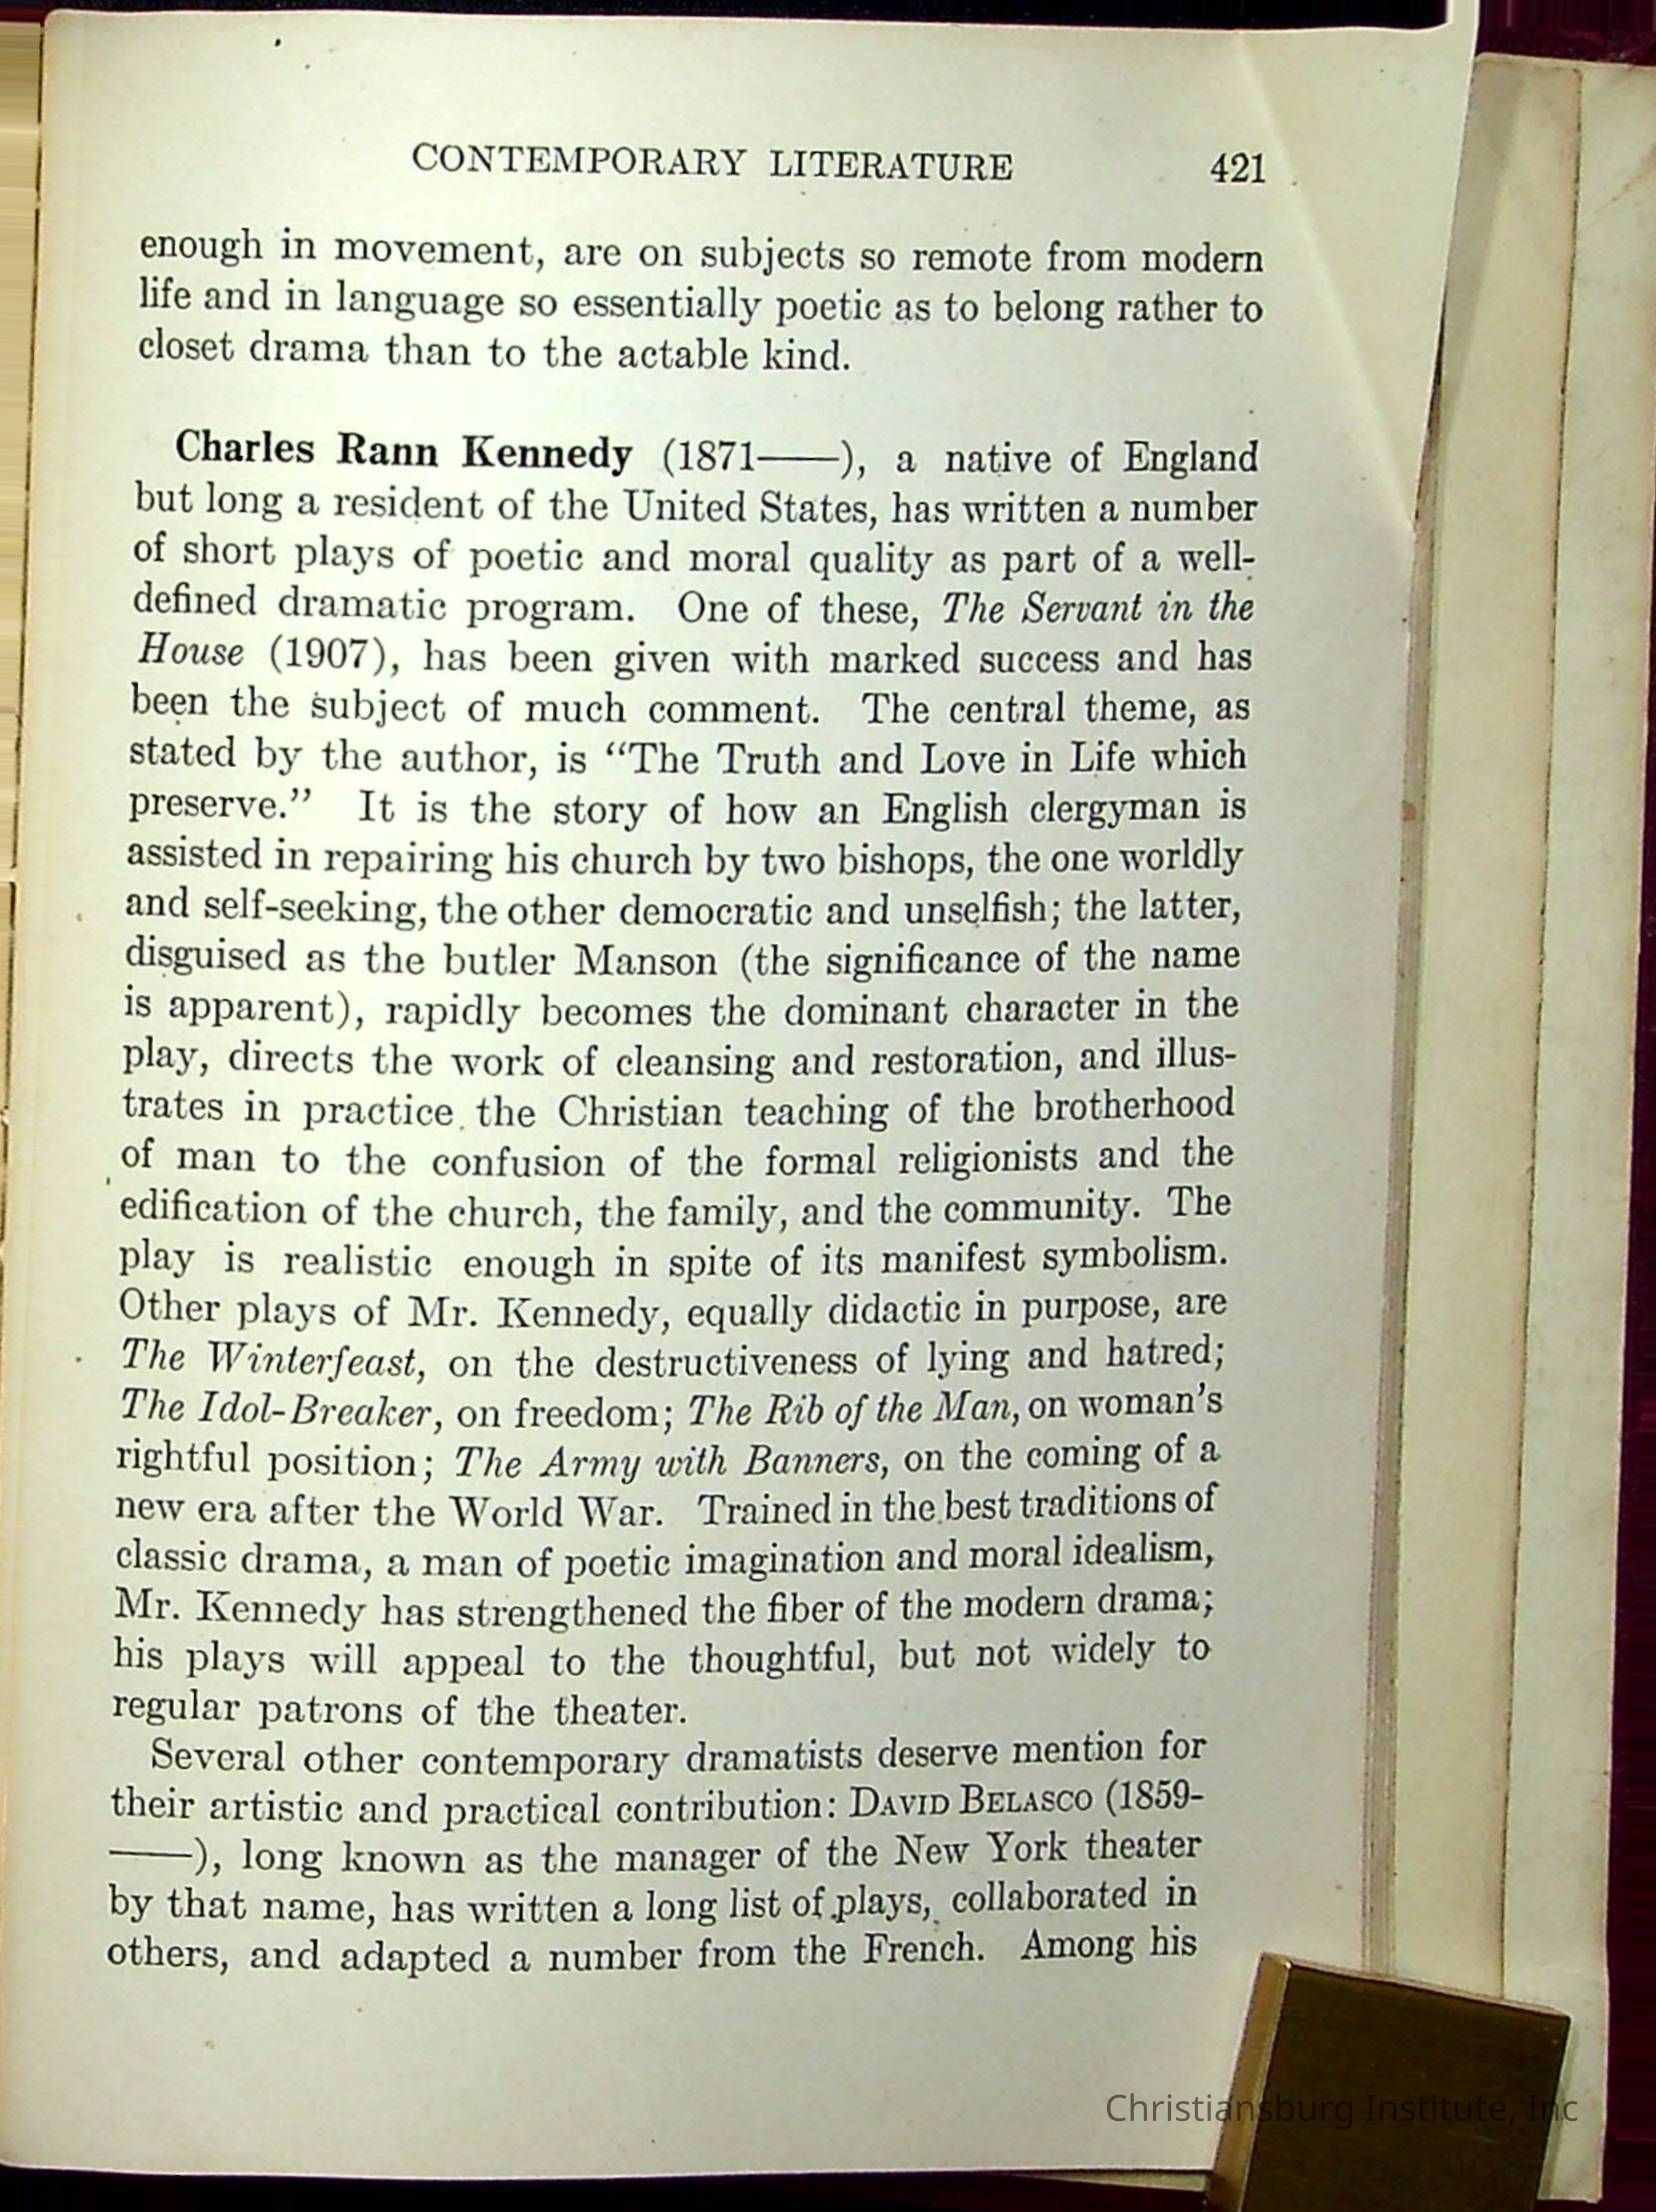 CONTEMPORARY LITERATURE 421
enough in movement, are on subjects so remote from modern
life and in language so essentially poetic as to belong rather to
closet drama than to the actable kind.
Charles Rann Kennedy (1871——), a native of England
but long a resident of the United States, has written a number
of short plays of poetic and moral quality as part of a well-
defined dramatic program. One of these, The Servant in the
House (1907), has been given with marked success and has
been the subject of much comment. The central theme, as
stated by the author, is “The Truth and Love in Life which
preserve.” It is the story of how an English clergyman is
assisted in repairing his church by two bishops, the one worldly
and self-seeking, the other democratic and unselfish; the latter,
disguised as the butler Manson (the significance of the name
is apparent), rapidly becomes the dominant character in the
play, directs the work of cleansing and restoration, and illus-
trates in practice the Christian teaching of the brotherhood
of man to the confusion of the formal religionists and the
edification of the church, the family, and the community. The
play is realistic enough in spite of its manifest symbolism.
Other plays of Mr. Kennedy, equally didactic in purpose, are
The Winterfeast, on the destructiveness of lying and hatred;
The Idol-Breaker, on freedom; The Rib of the Man, on woman’s
rightful position; The Army with Banners, on the coming of a
new era after the World War. Trained in the best traditions of
classic drama, a man of poetic imagination and moral idealism,
Mr. Kennedy has strengthened the fiber of the modern drama;
his plays will appeal to the thoughtful, but not widely to
regular patrons of the theater.
Several other contemporary dramatists deserve mention for
their artistic and practical contribution: DAVID BELASCO (1859-
——), long known as the manager of the New York theater
by that name, has written a long list of plays, collaborated in
others, and adapted a number from the French. Among his
Christiansburg Institute, Inc